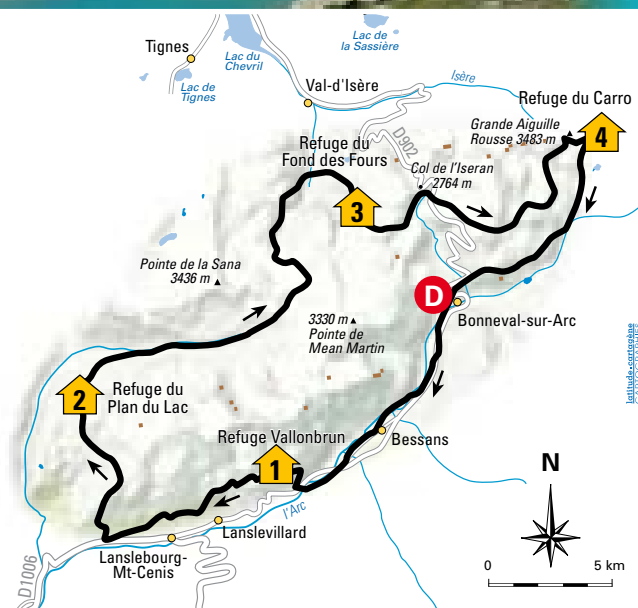 Tignes
Lac du
Chevril
Lac de
la Sassière
Lac de
Tignes
Val-d'Isère
Isère
Refuge du Carro
Grande Aiguille
Rousse 3483 m
4
D902
Refuge du
Fond des Fours
Col de l'Iseran
2764 m
3
Pointe de la Sana
3436 m
D
Bonneval-sur-Arc
3330 m
Pointe de
Mean Martin
latitude-cartagène
CARTOGRAPHES
2
Refuge du
Plan du Lac
Refuge Vallonbrun
Bessans
1
l'Arc
N
Lanslevillard
Lanslebourg-
Mt-Cenis
D1006
0 5 km